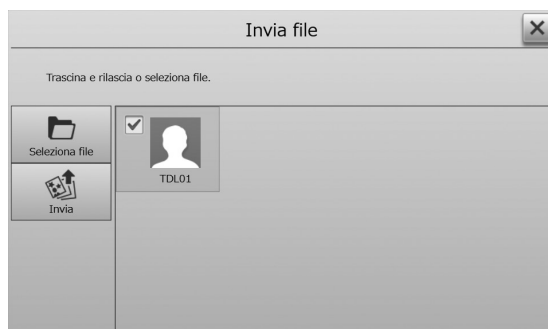 Invia file
Trascina e rilascia o seleziona file.
Seleziona file
TDL01
Invia